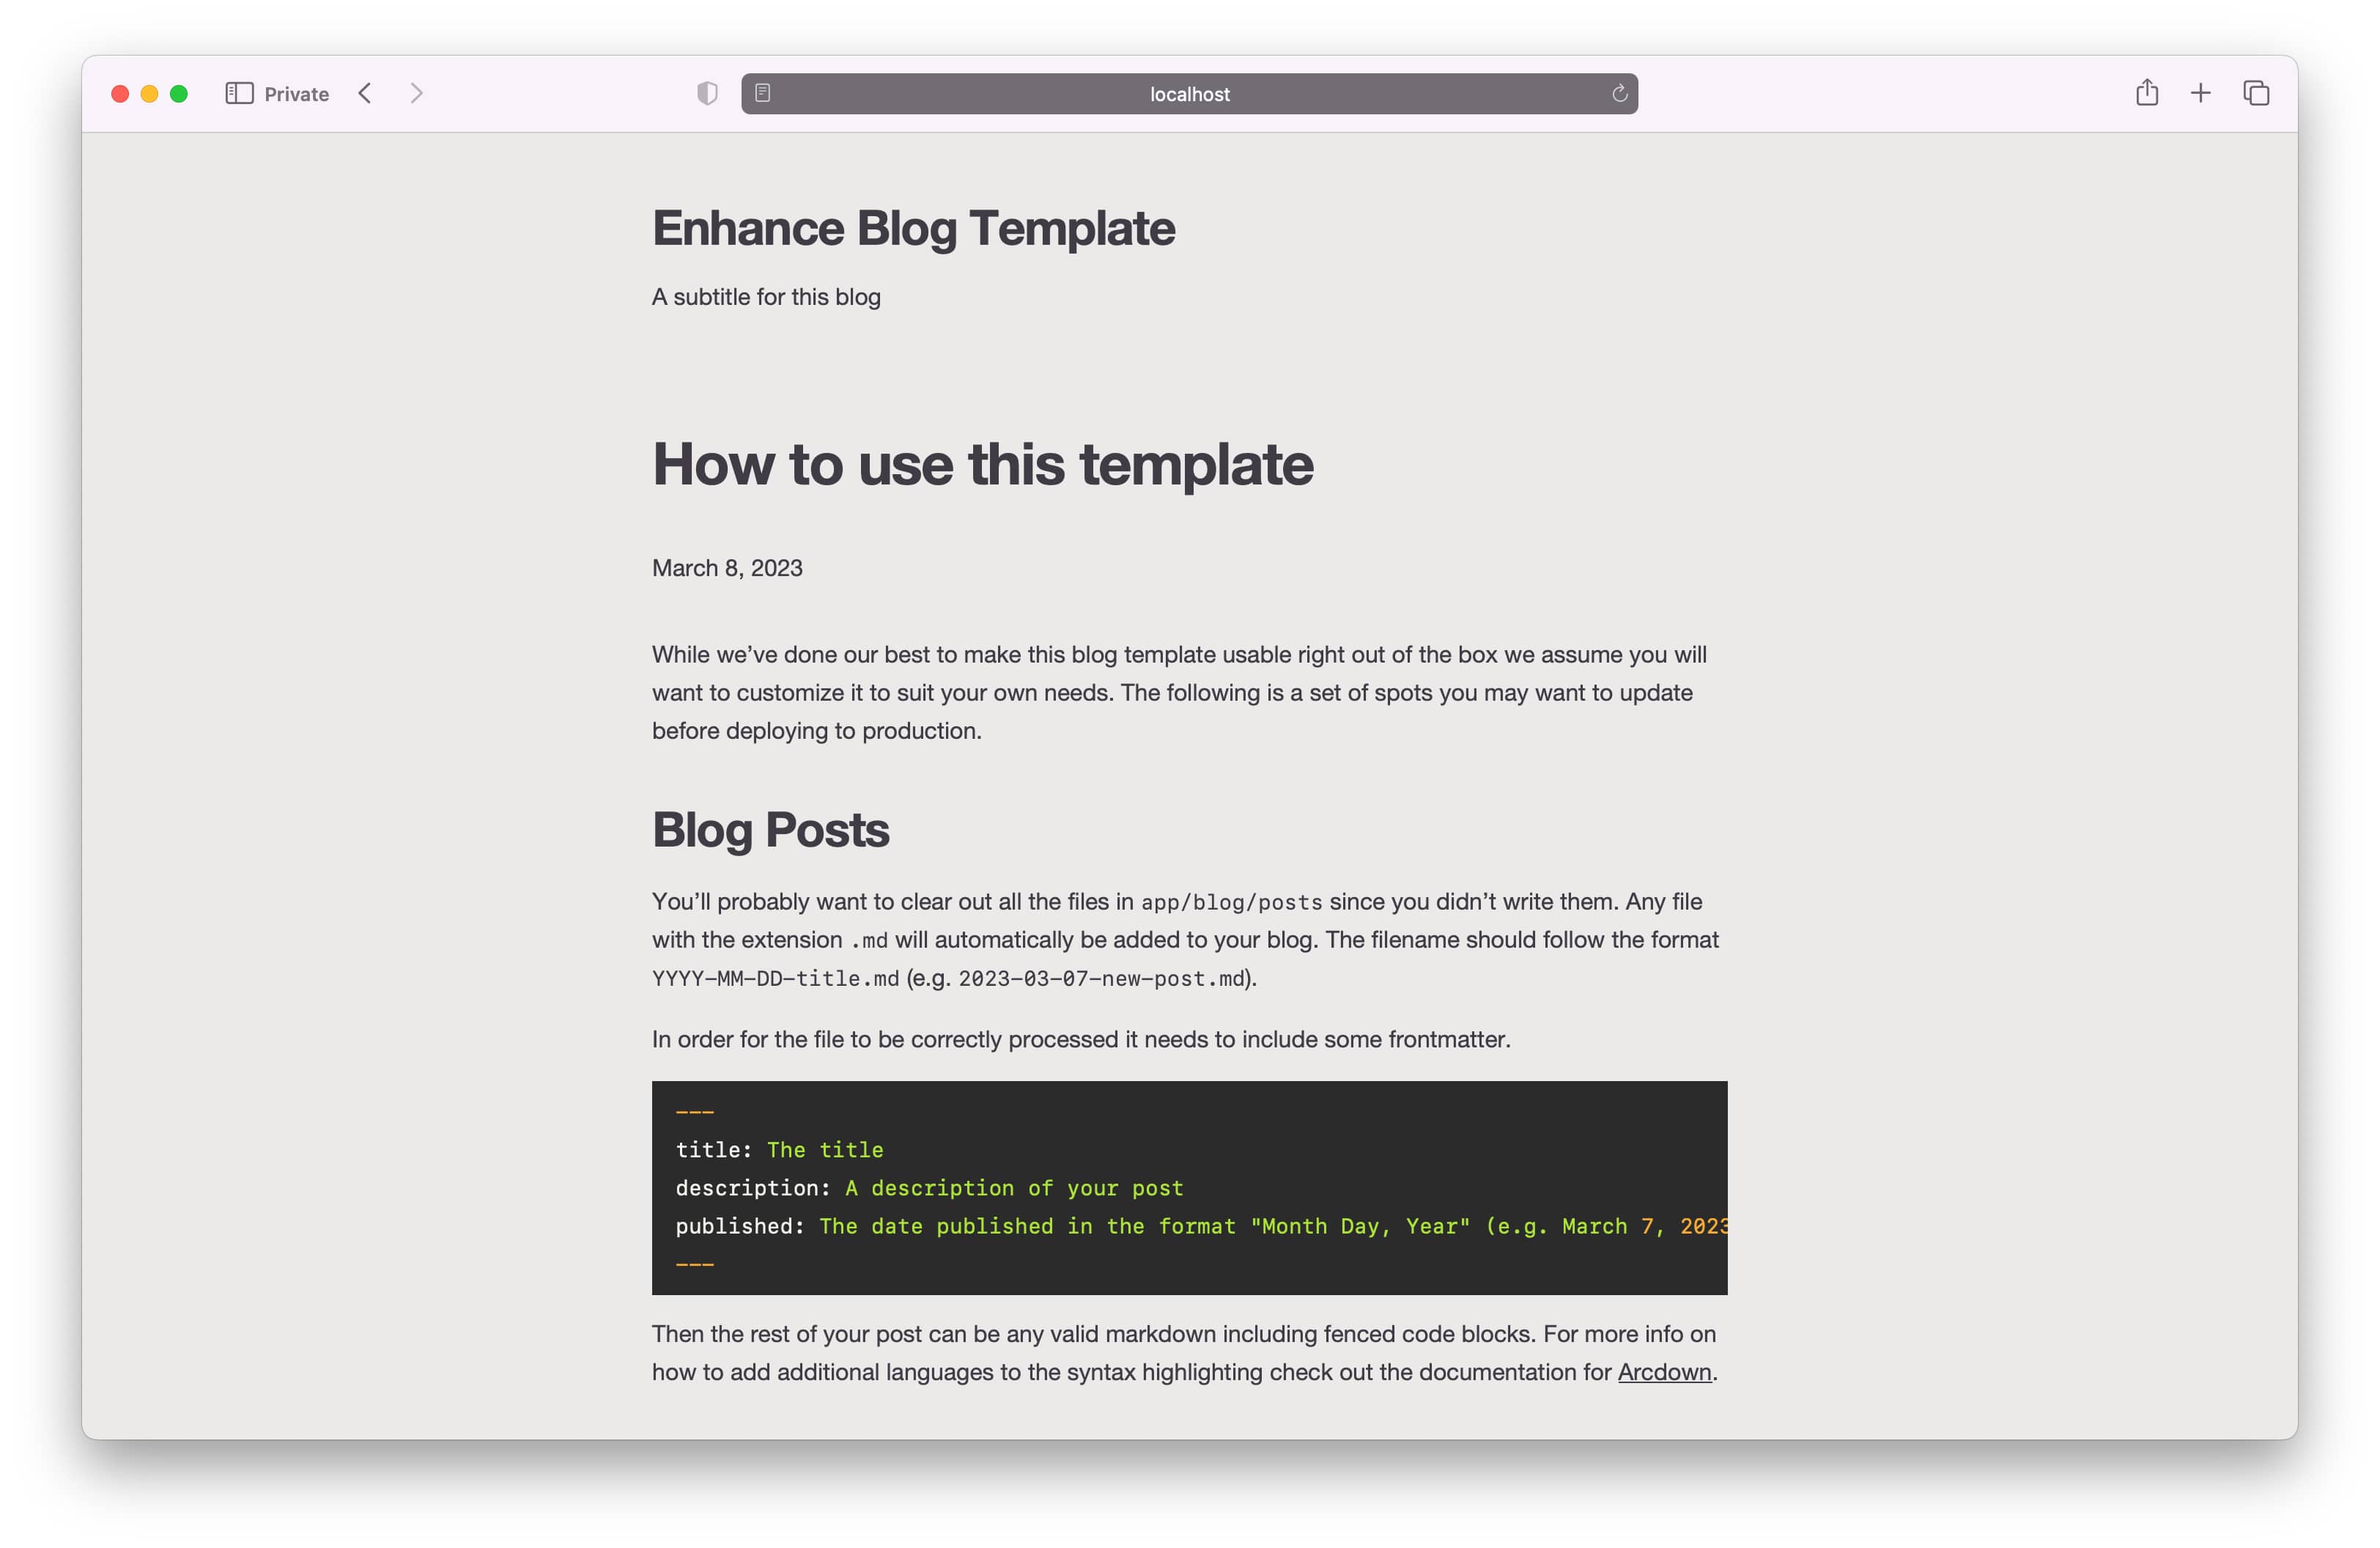 Private
localhost
Enhance Blog Template
A subtitle for this blog
How to use this template
March 8, 2023
While we’ve done our best to make this blog template usable right out of the box we assume you will
want to customize it to suit your own needs. The following is a set of spots you may want to update
before deploying to production.
Blog Posts
You’ll probably want to clear out all the files in app/blog/posts since you didn’t write them. Any file
with the extension .md will automatically be added to your blog. The filename should follow the format
YYYY-MM-DD-title.md (e.g. 2023-03-07-new-post.md).
In order for the file to be correctly processed it needs to include some frontmatter.
---
title: The title
description: A description of your post
published: The date published in the format "Month Day, Year" (e.g. March 7, 2023
---
Then the rest of your post can be any valid markdown including fenced code blocks. For more info on
how to add additional languages to the syntax highlighting check out the documentation for Arcdown.